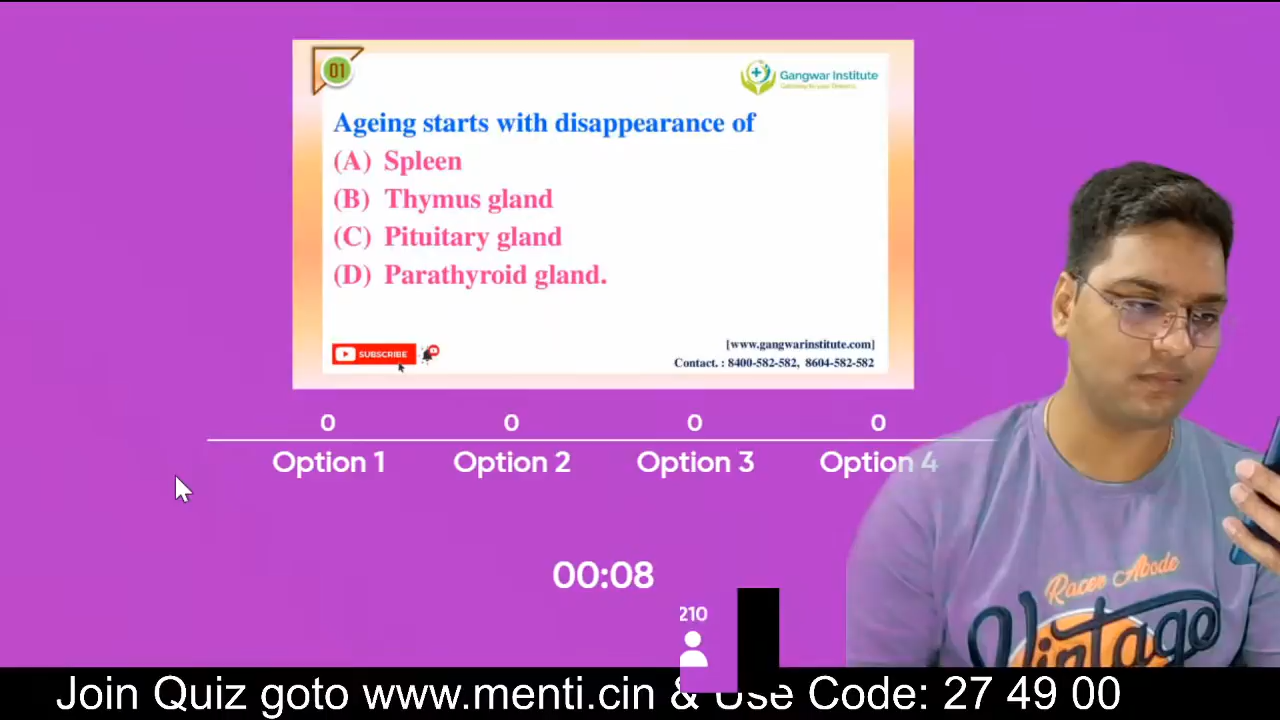 01
Gangwar Institute
Ageing starts with disappearance of
(A) Spleen
(B) Thymus gland
(C) Pituitary gland
(D) Parathyroid gland.
SUBSCRIBE
[www.gangwarinstitute.com]
Contact. : 8400-582-582, 8604-582-582
0 0 0 0
Option 1 Option 2 Option 3 Option 4
00:08
210
Racer Abode
Vintage
Join Quiz goto www.menti.cin & Use Code: 27 49 00